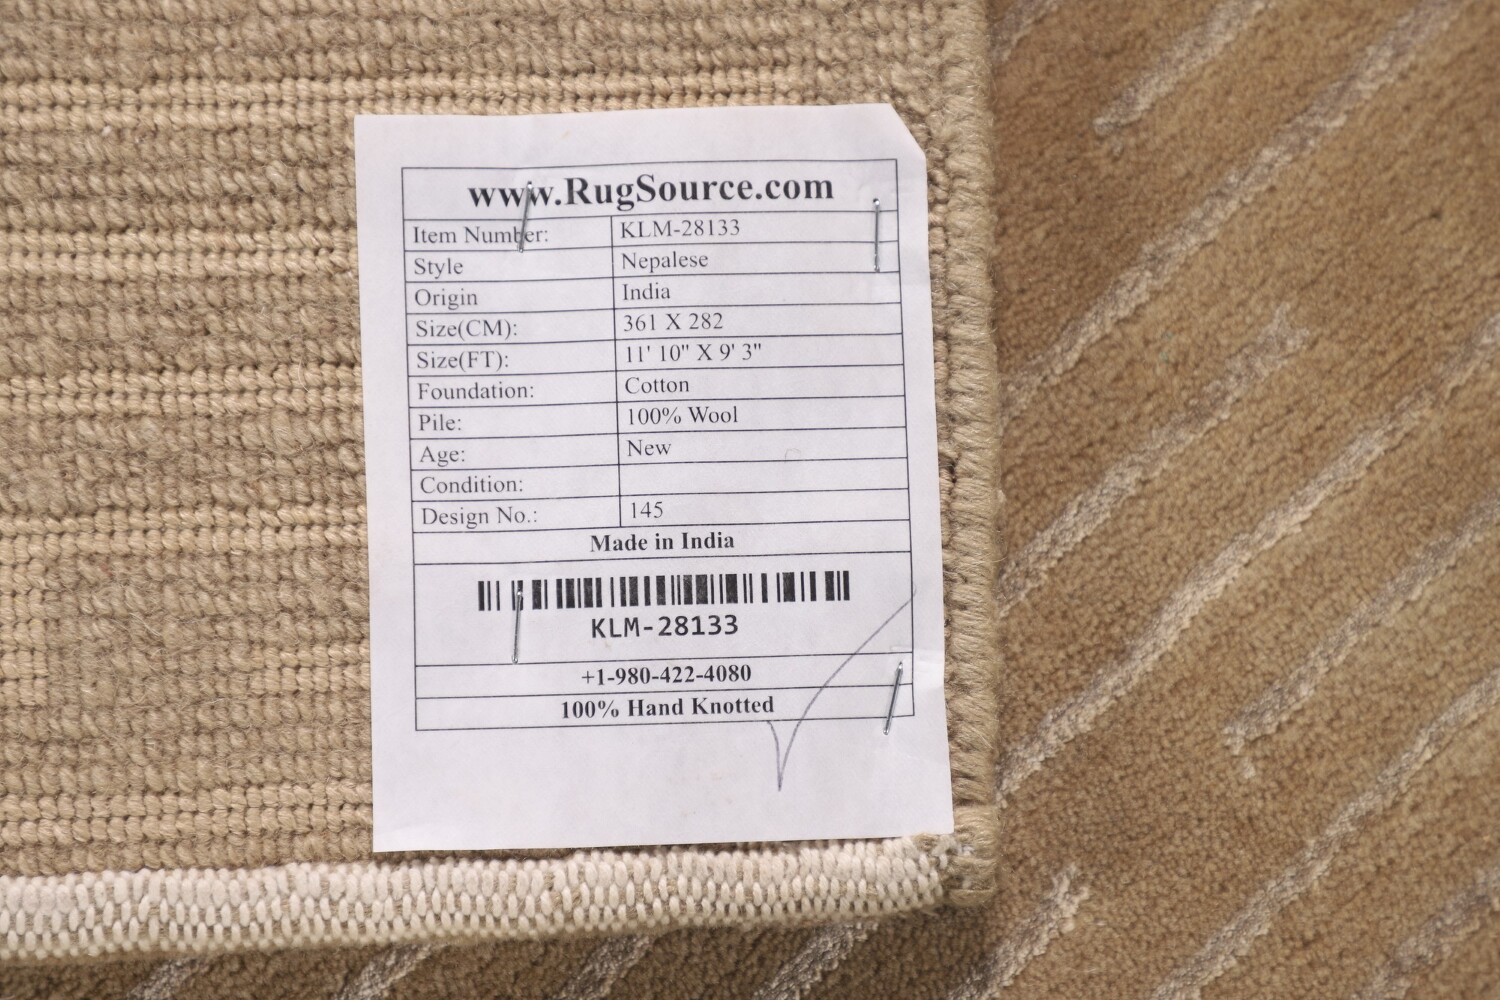 www.RugSource.com
Item Number: KLM-28133
Style Nepalese
Origin India
Size(CM): 361 X 282
Size(FT): 11' 10" X 9' 3"
Foundation: Cotton
Pile: 100% Wool
Age: New
Condition:
Design No.: 145
Made in India
KLM-28133
+1-980-422-4080
100% Hand Knotted